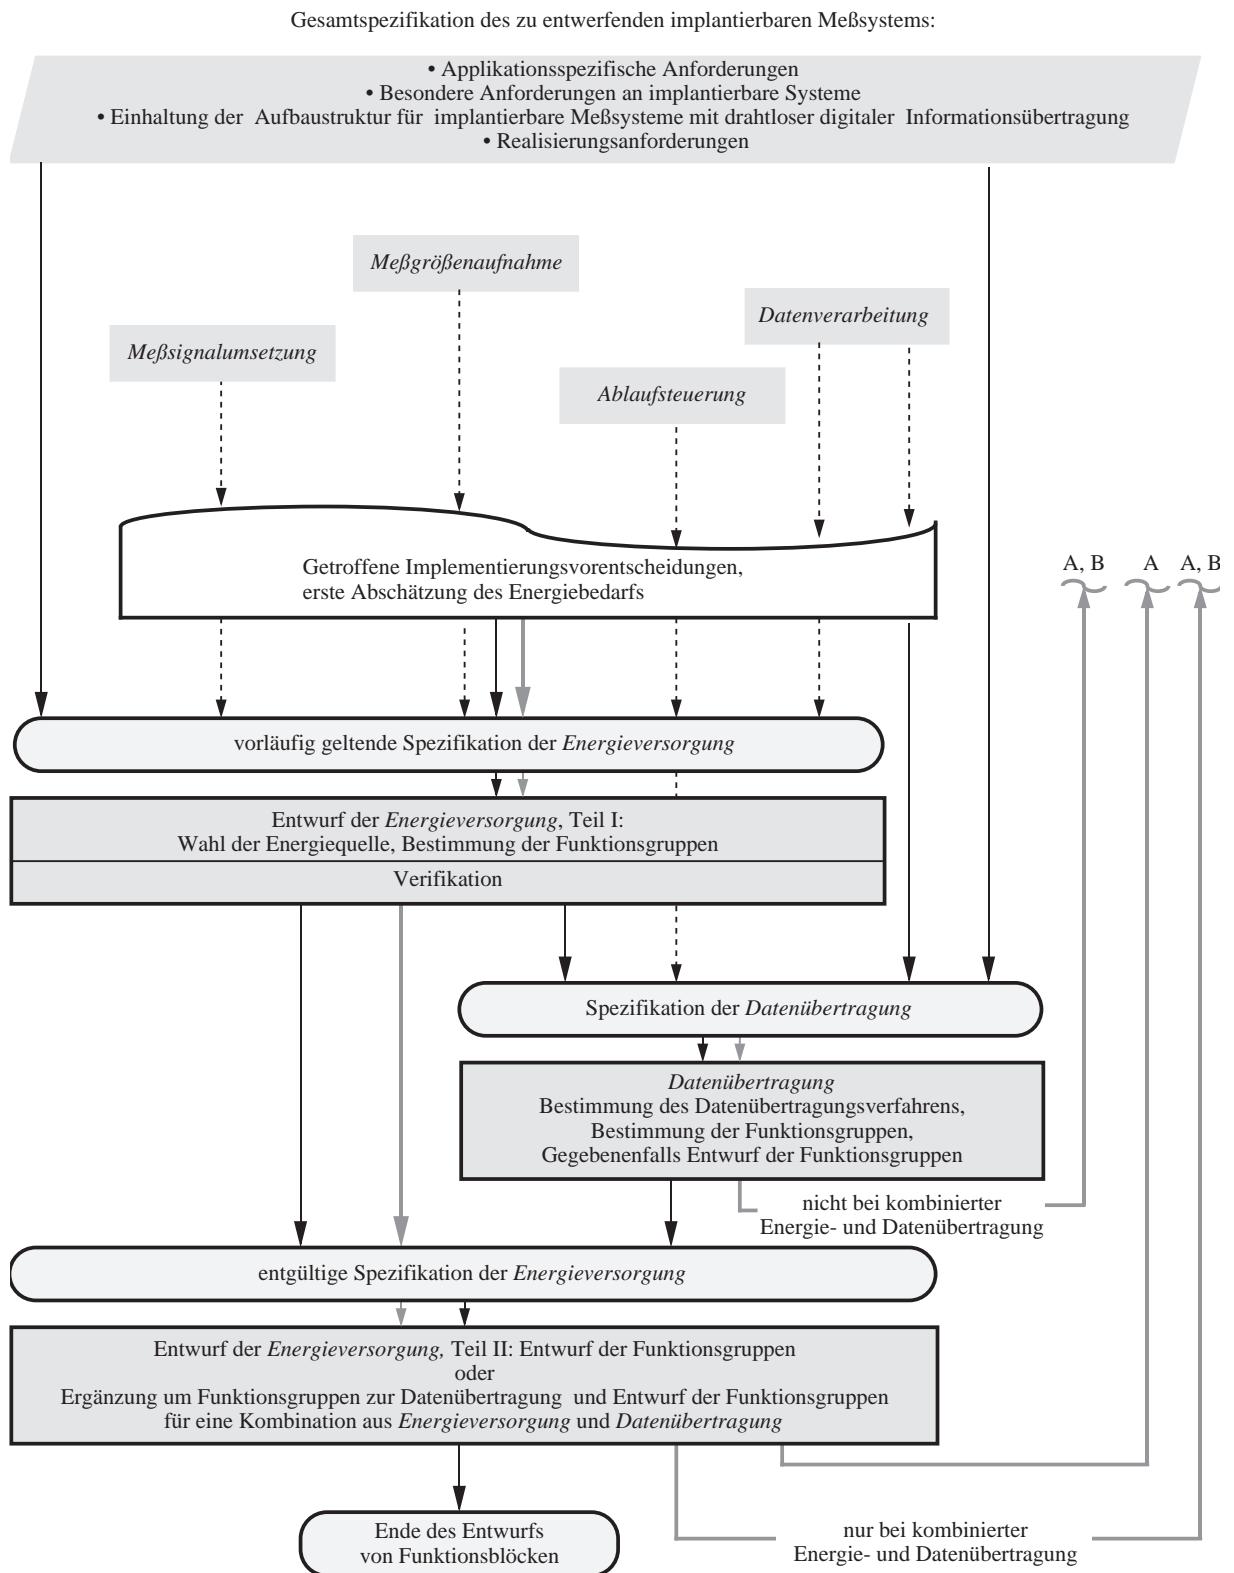 Gesamtspezifikation des zu entwerfenden implantierbaren Meßsystems:
• Applikationsspezifische Anforderungen
• Besondere Anforderungen an implantierbare Systeme
• Einhaltung der Aufbaustruktur für implantierbare Meßsysteme mit drahtloser digitaler Informationsübertragung
• Realisierungsanforderungen
Meßgrößenaufnahme
Datenverarbeitung
Meßsignalumsetzung
Ablaufsteuerung
Getroffene Implementierungsvorentscheidungen,
erste Abschätzung des Energiebedarfs
A, B
A
A, B
vorläufig geltende Spezifikation der Energieversorgung
Entwurf der Energieversorgung, Teil I:
Wahl der Energiequelle, Bestimmung der Funktionsgruppen
Verifikation
Spezifikation der Datenübertragung
Datenübertragung
Bestimmung des Datenübertragungsverfahrens,
Bestimmung der Funktionsgruppen,
Gegebenenfalls Entwurf der Funktionsgruppen
nicht bei kombinierter
Energie- und Datenübertragung
entgültige Spezifikation der Energieversorgung
Entwurf der Energieversorgung, Teil II: Entwurf der Funktionsgruppen
oder
Ergänzung um Funktionsgruppen zur Datenübertragung und Entwurf der Funktionsgruppen
für eine Kombination aus Energieversorgung und Datenübertragung
Ende des Entwurfs
von Funktionsblöcken
nur bei kombinierter
Energie- und Datenübertragung